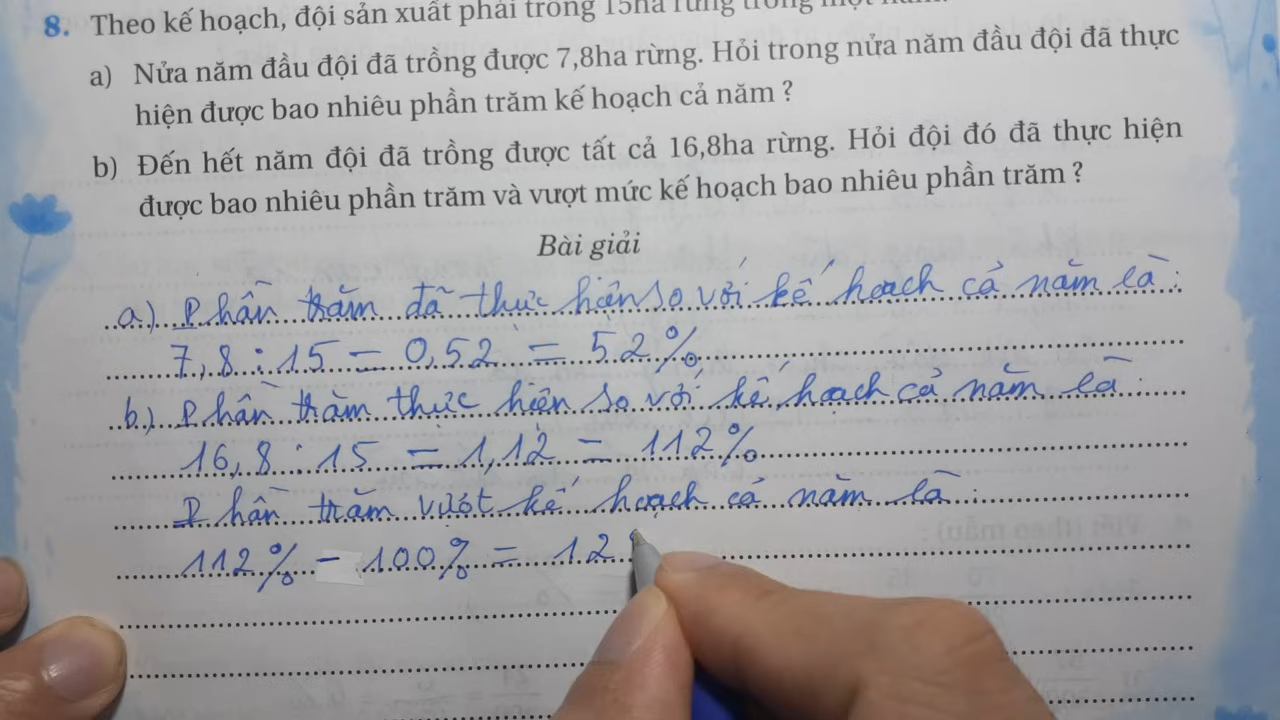 8. Theo kế hoạch, đội sản xuất phải trồng 15ha rừng trong một năm.
a) Nửa năm đầu đội đã trồng được 7,8ha rừng. Hỏi trong nửa năm đầu đội đã thực
hiện được bao nhiêu phần trăm kế hoạch cả năm ?
b) Đến hết năm đội đã trồng được tất cả 16,8ha rừng. Hỏi đội đó đã thực hiện
được bao nhiêu phần trăm và vượt mức kế hoạch bao nhiêu phần trăm ?
Bài giải
a.) Phần trăm đã thực hiện so với kế hoạch cả năm là :
7,8 : 15 = 0,52 = 52%
b.) Phần trăm thực hiện so với kế hoạch cả năm là :
16,8 : 15 = 1,12 = 112%
Phần trăm vượt kế hoạch cả năm là :
112% - 100% = 12%